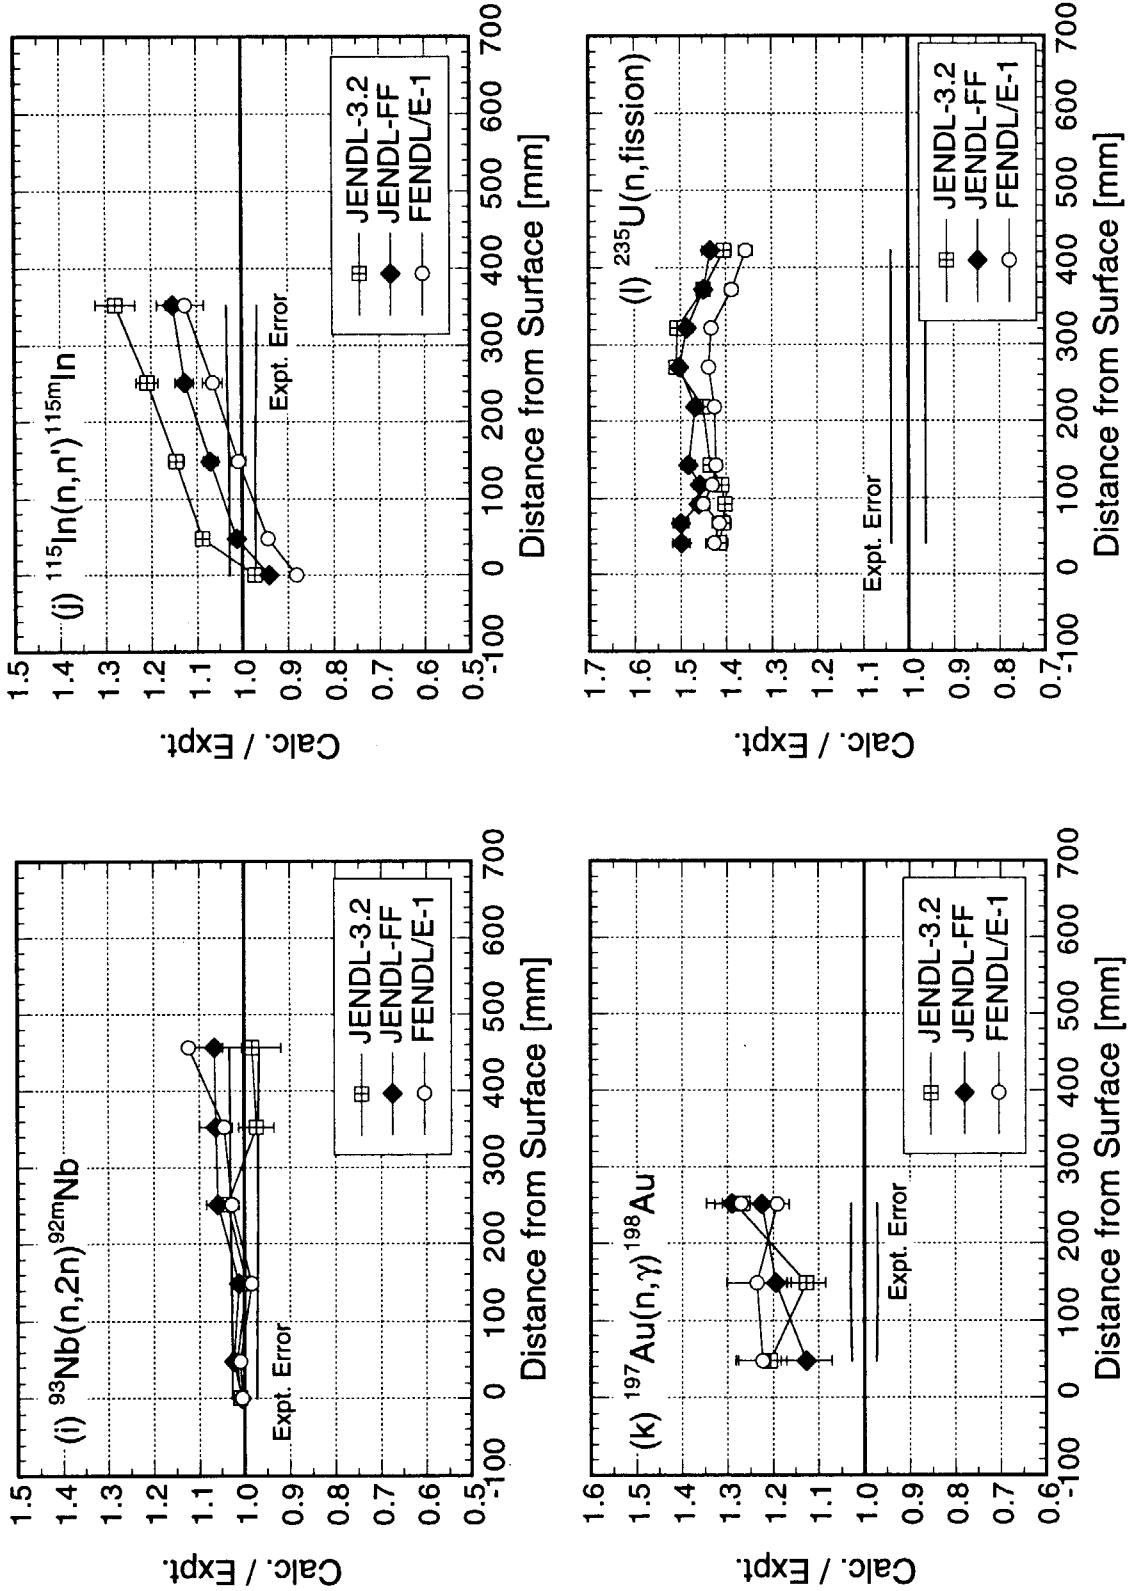 (i) ⁹³Nb(n,2n)⁹²ᵐNb
Calc. / Expt.
1.5
1.4
1.3
1.2
1.1
1.0
0.9
0.8
0.7
0.6
0.5
Expt. Error
JENDL-3.2
JENDL-FF
FENDL/E-1
-100 0 100 200 300 400 500 600 700
Distance from Surface [mm]
(j) ¹¹⁵In(n,n')¹¹⁵ᵐIn
Calc. / Expt.
1.5
1.4
1.3
1.2
1.1
1.0
0.9
0.8
0.7
0.6
0.5
Expt. Error
JENDL-3.2
JENDL-FF
FENDL/E-1
-100 0 100 200 300 400 500 600 700
Distance from Surface [mm]
(k) ¹⁹⁷Au(n,γ)¹⁹⁸Au
Calc. / Expt.
1.6
1.5
1.4
1.3
1.2
1.1
1.0
0.9
0.8
0.7
0.6
Expt. Error
JENDL-3.2
JENDL-FF
FENDL/E-1
-100 0 100 200 300 400 500 600 700
Distance from Surface [mm]
(l) ²³⁵U(n,fission)
Calc. / Expt.
1.7
1.6
1.5
1.4
1.3
1.2
1.1
1.0
0.9
0.8
0.7
Expt. Error
JENDL-3.2
JENDL-FF
FENDL/E-1
-100 0 100 200 300 400 500 600 700
Distance from Surface [mm]